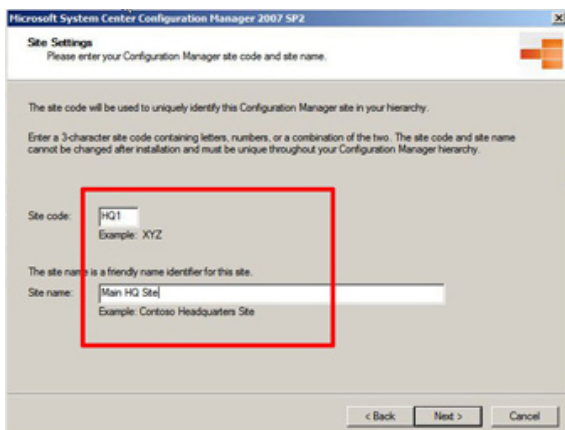 Microsoft System Center Configuration Manager 2007 SP2
Site Settings
Please enter your Configuration Manager site code and site name.
The site code will be used to uniquely identify this Configuration Manager site in your hierarchy.
Enter a 3-character site code containing letters, numbers, or a combination of the two. The site code and site name
cannot be changed after installation and must be unique throughout your Configuration Manager hierarchy.
Site code: HQ1
Example: XYZ
The site name is a friendly name identifier for this site.
Site name: Main HQ Site
Example: Contoso Headquarters Site
< Back Next > Cancel